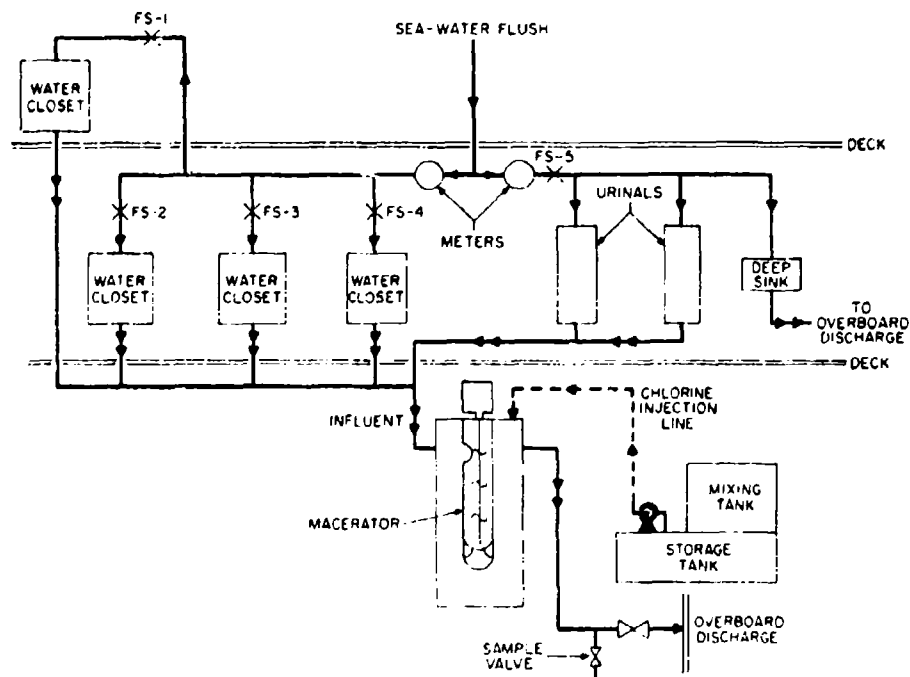 FS-1
SEA-WATER FLUSH
WATER
CLOSET
DECK
FS-5
URINALS
FS-2
FS-3
FS-4
METERS
WATER
CLOSET
WATER
CLOSET
WATER
CLOSET
DEEP
SINK
TO
OVERBOARD
DISCHARGE
DECK
INFLUENT
CHLORINE
INJECTION
LINE
MIXING
TANK
MACERATOR
STORAGE
TANK
OVERBOARD
DISCHARGE
SAMPLE
VALVE